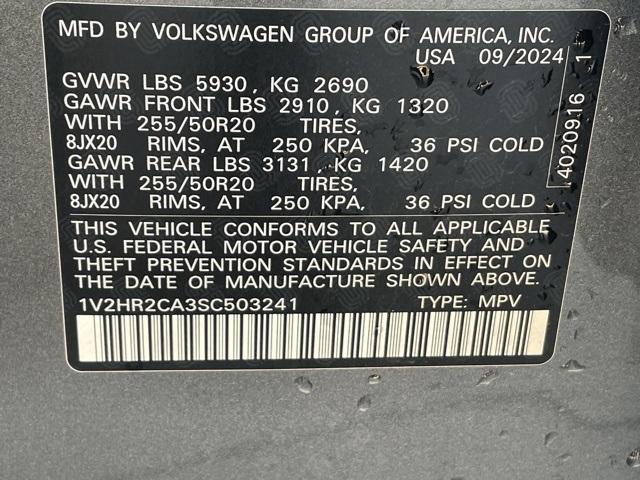 MFD BY VOLKSWAGEN GROUP OF AMERICA, INC.
USA 09/2024
GVWR LBS 5930, KG 2690
GAWR FRONT LBS 2910, KG 1320
WITH 255/50R20 TIRES,
8JX20 RIMS, AT 250 KPA, 36 PSI COLD
GAWR REAR LBS 3131, KG 1420
WITH 255/50R20 TIRES,
8JX20 RIMS, AT 250 KPA, 36 PSI COLD
THIS VEHICLE CONFORMS TO ALL APPLICABLE
U.S. FEDERAL MOTOR VEHICLE SAFETY AND
THEFT PREVENTION STANDARDS IN EFFECT ON
THE DATE OF MANUFACTURE SHOWN ABOVE.
1V2HR2CA3SC503241 TYPE: MPV
4020916 1